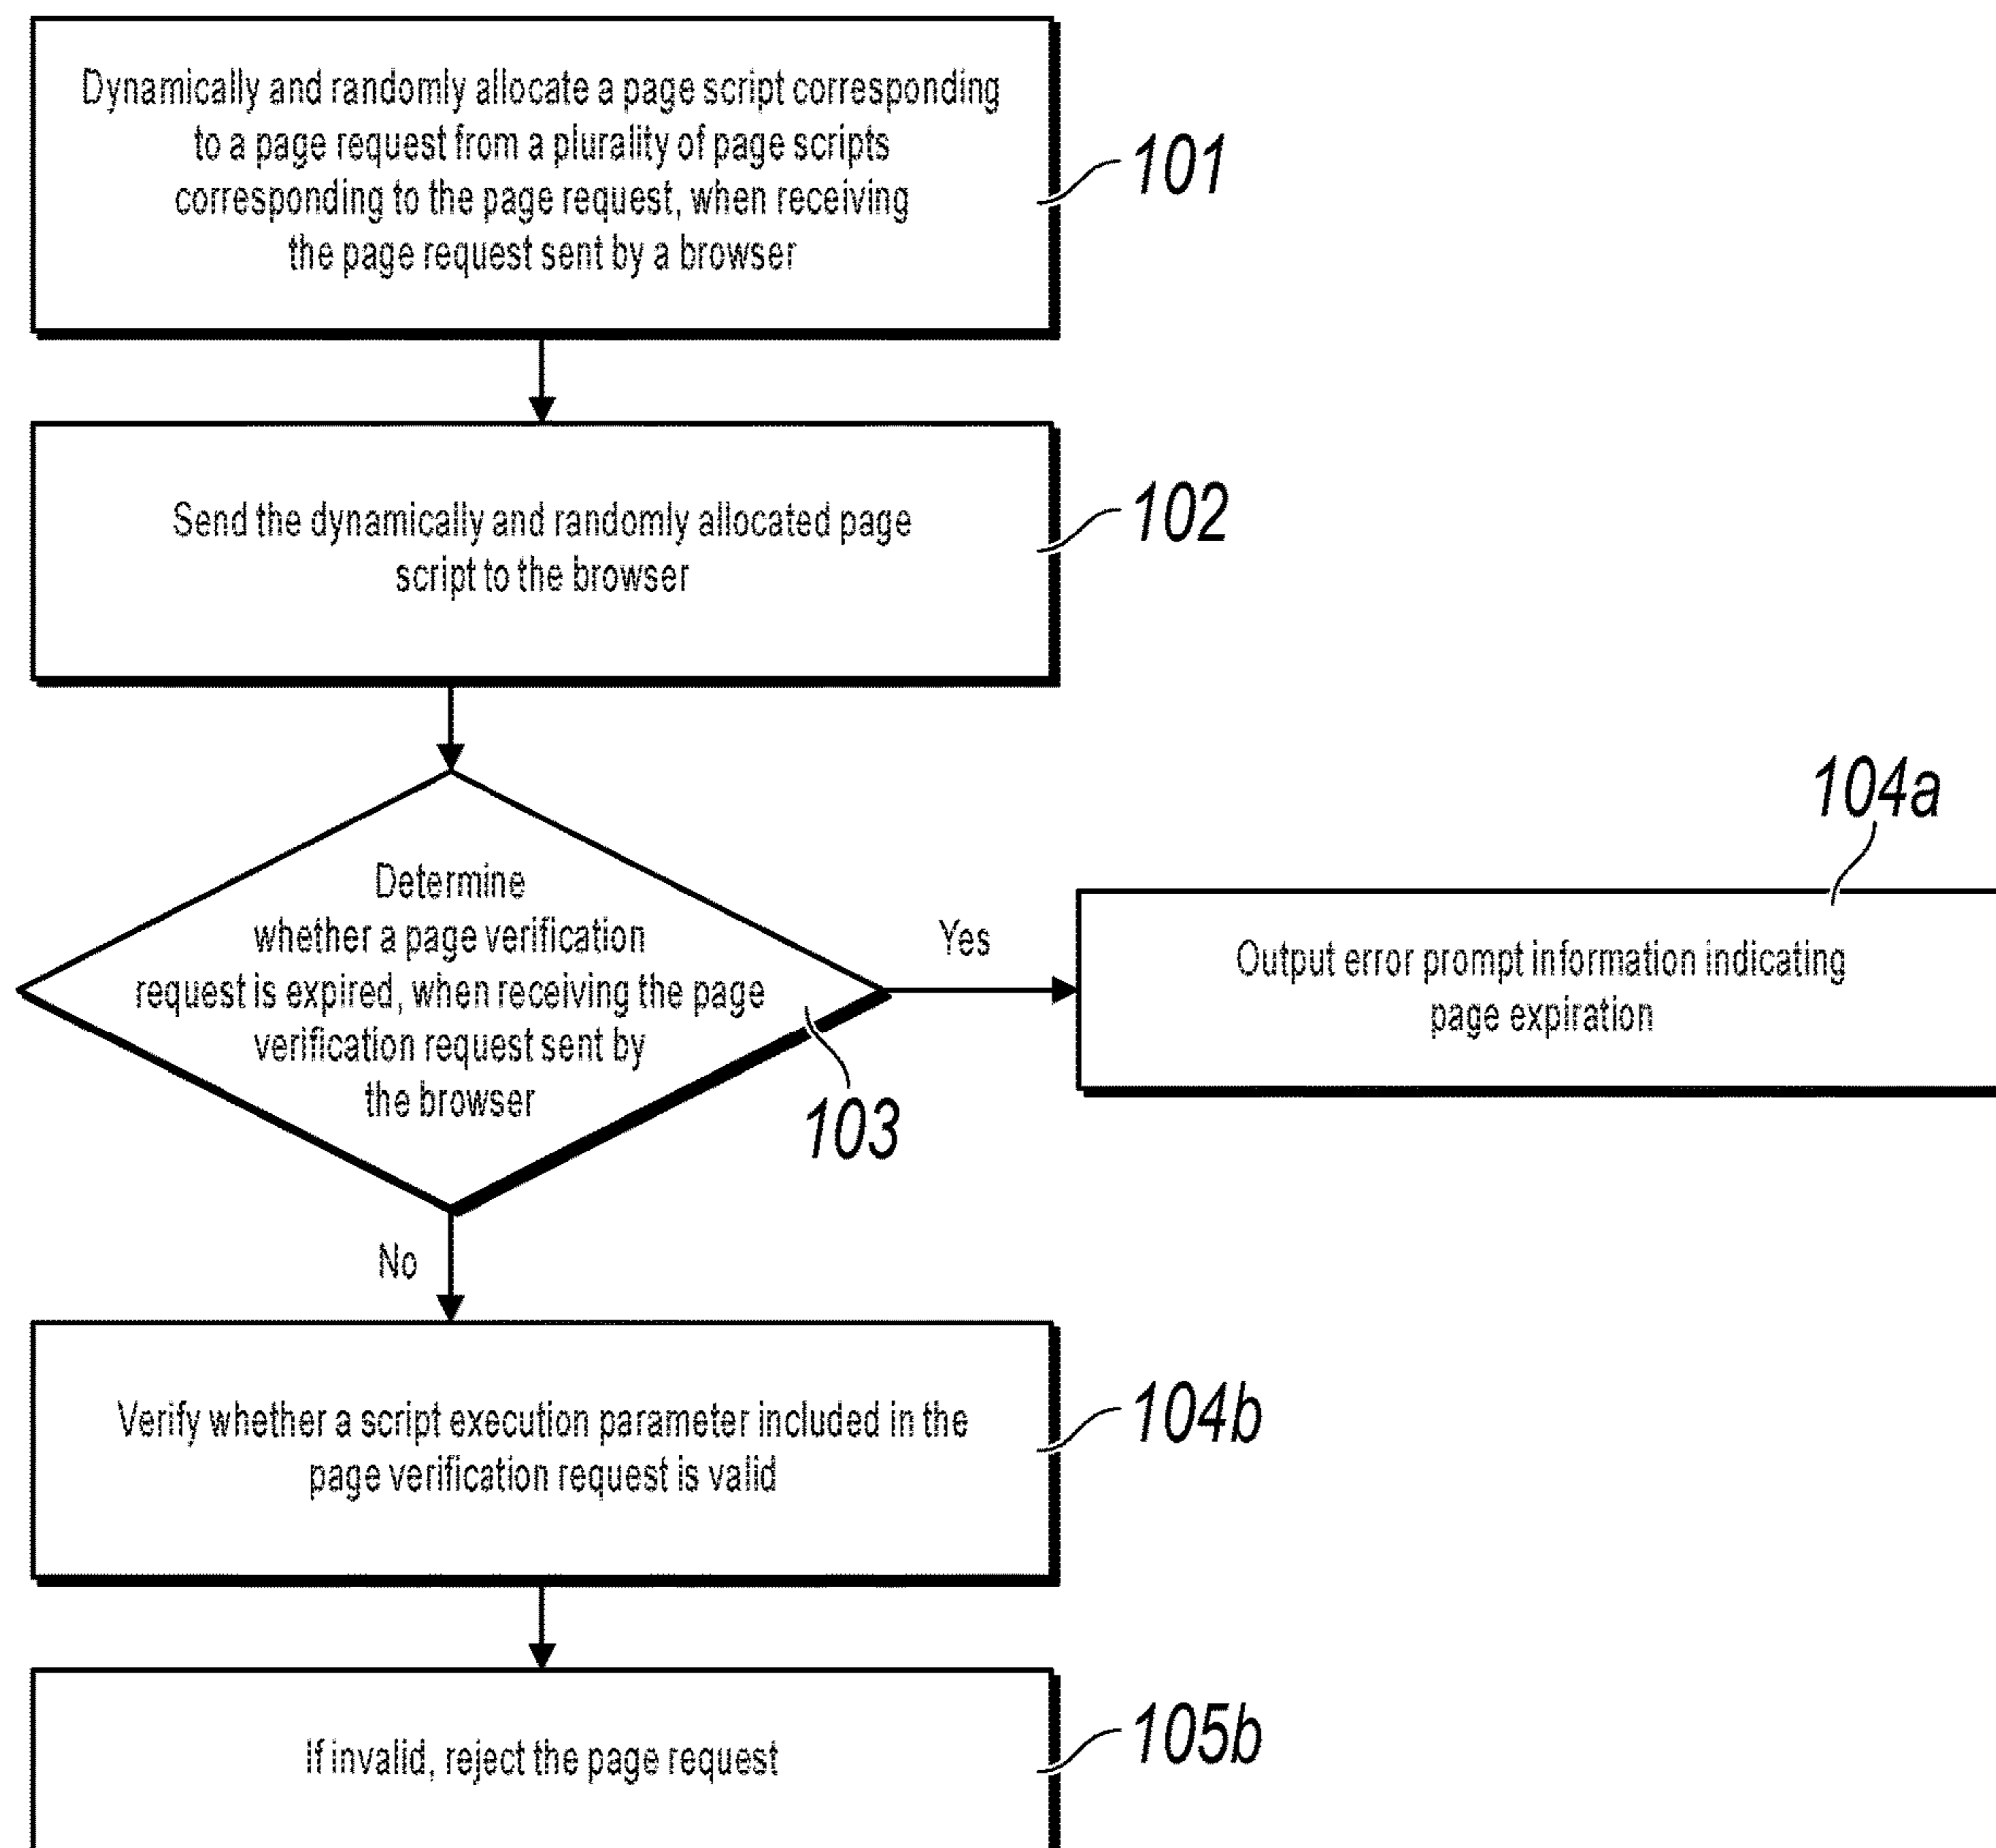 Dynamically and randomly allocate a page script corresponding
to a page request from a plurality of page scripts
corresponding to the page request, when receiving
the page request sent by a browser
101
Send the dynamically and randomly allocated page
script to the browser
102
Determine
whether a page verification
request is expired, when receiving the page
verification request sent by
the browser
103
Yes
104a
Output error prompt information indicating
page expiration
No
Verify whether a script execution parameter included in the
page verification request is valid
104b
If invalid, reject the page request
105b